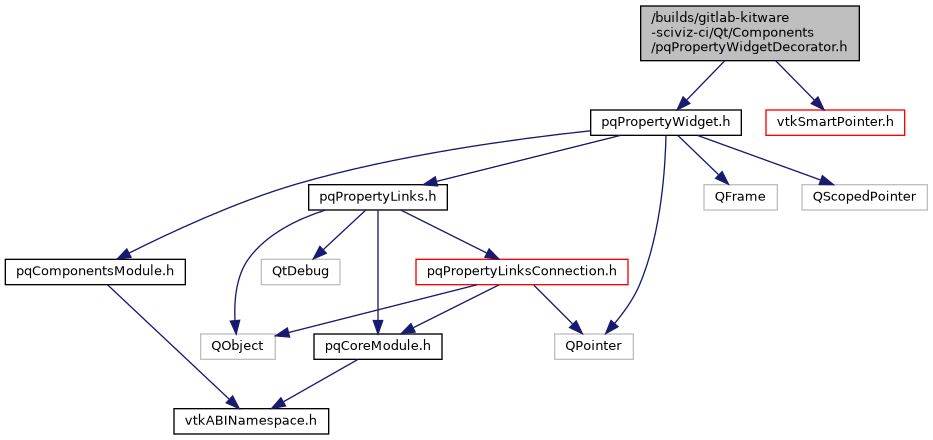 /builds/gitlab-kitware
-sciviz-ci/Qt/Components
/pqPropertyWidgetDecorator.h
pqPropertyWidget.h
vtkSmartPointer.h
pqPropertyLinks.h
QFrame
QScopedPointer
pqComponentsModule.h
QtDebug
pqPropertyLinksConnection.h
QObject
pqCoreModule.h
QPointer
vtkABINamespace.h